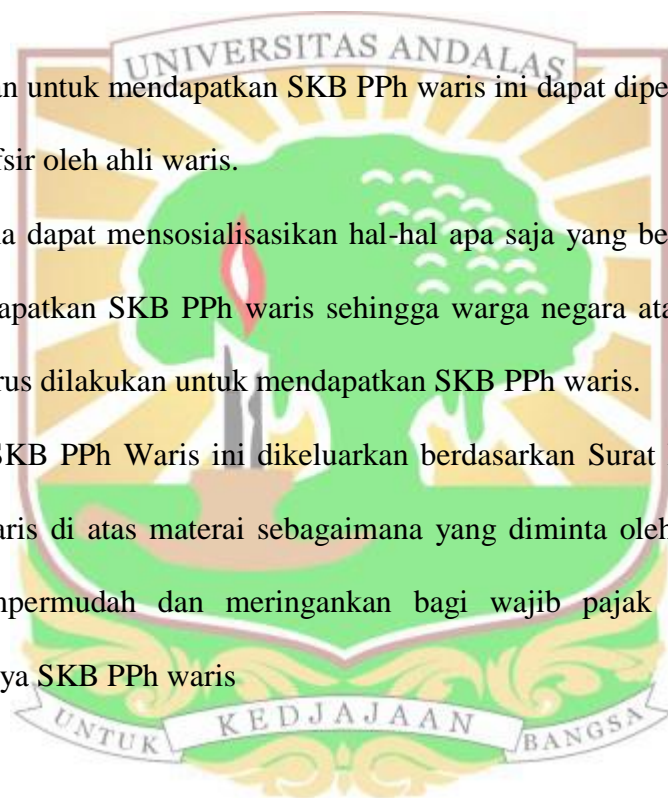 UNIVERSITAS ANDALAS
an untuk mendapatkan SKB PPh waris ini dapat dipe
fsir oleh ahli waris.
a dapat mensosialisasikan hal-hal apa saja yang be
apatkan SKB PPh waris sehingga warga negara ata
rus dilakukan untuk mendapatkan SKB PPh waris.
SKB PPh Waris ini dikeluarkan berdasarkan Surat
aris di atas materai sebagaimana yang diminta oleh
permudah dan meringankan bagi wajib pajak
ya SKB PPh waris
UNTUK KEDJAJAAN BANGSA